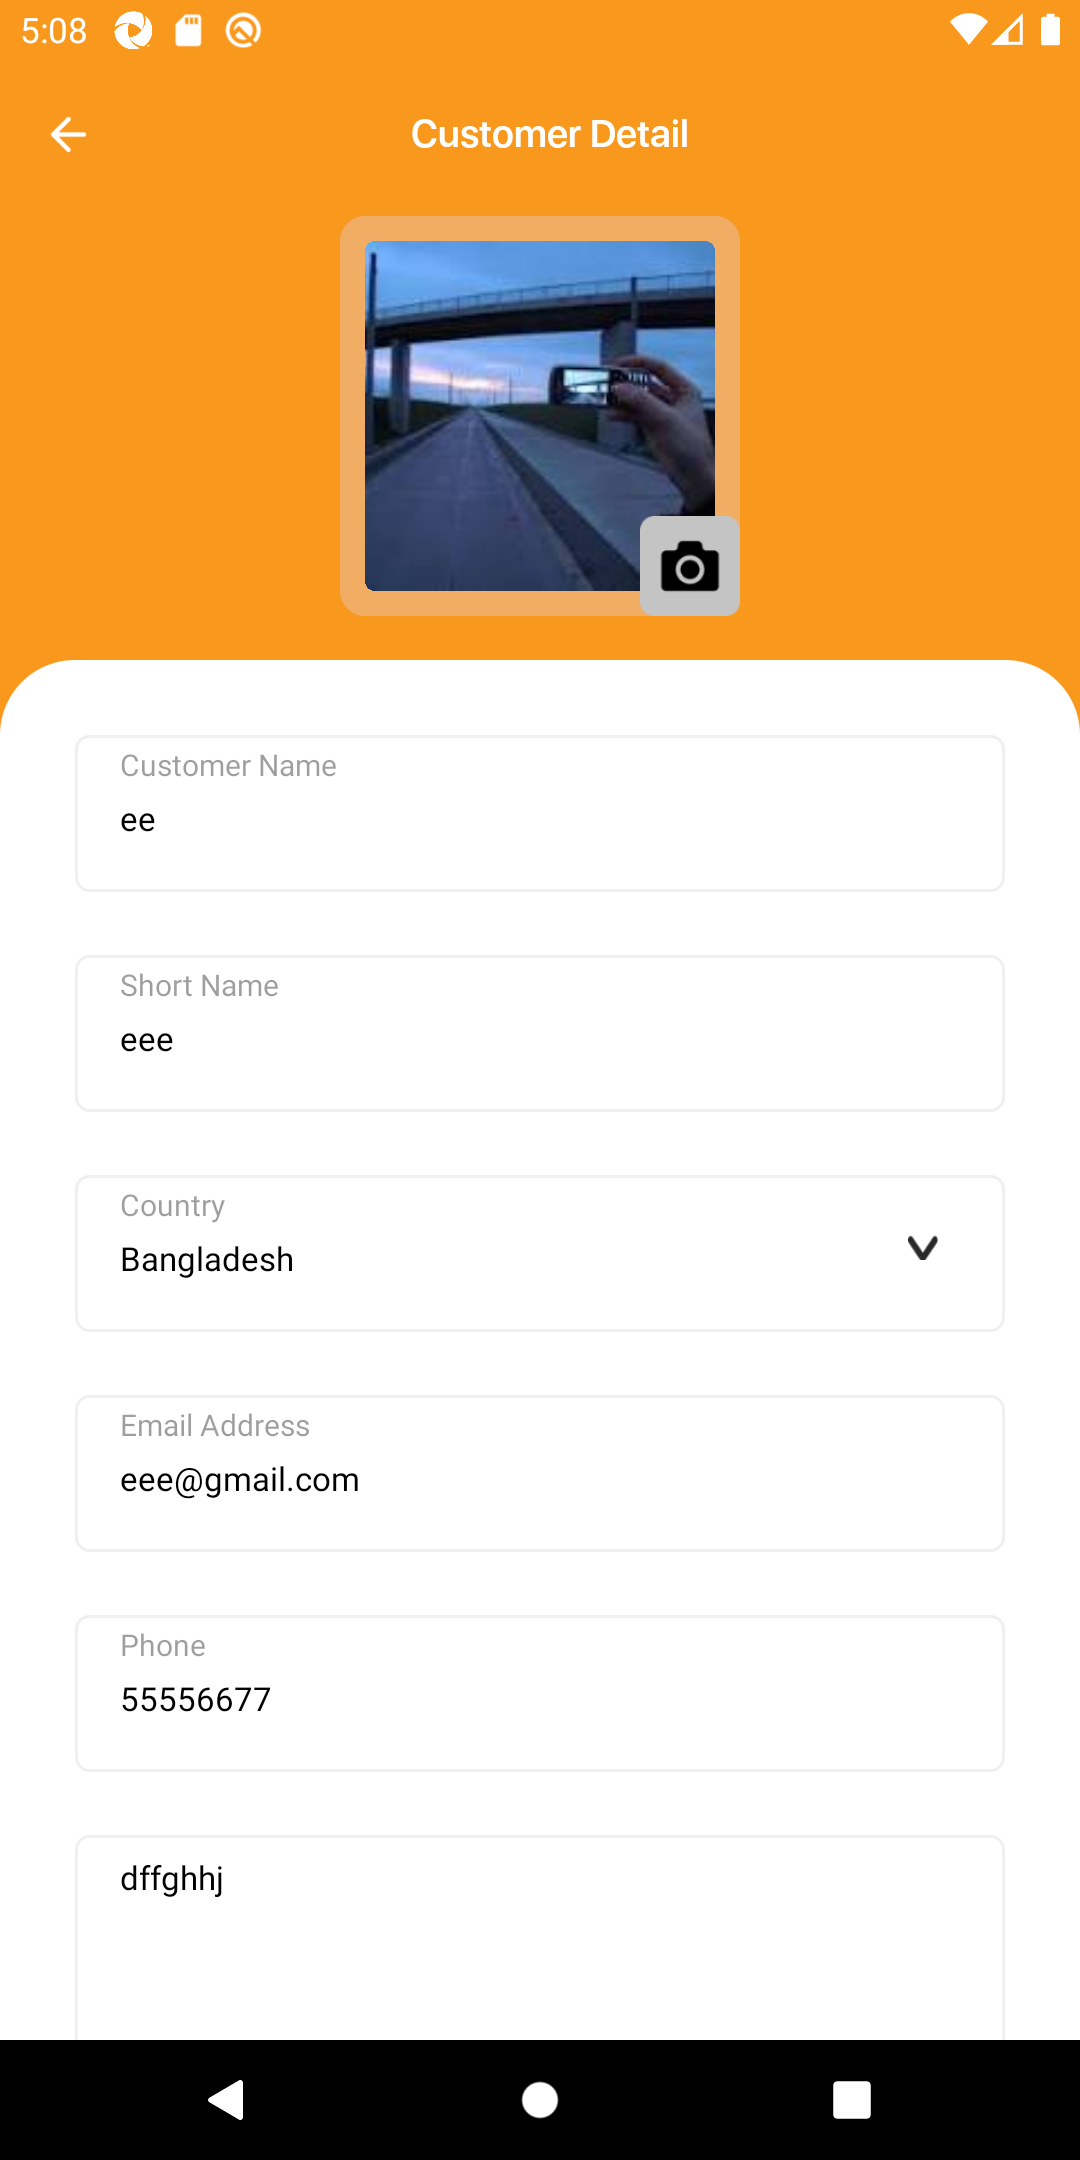 5:08
Customer Detail
Customer Name
ee
Short Name
eee
Country
Bangladesh
Email Address
eee@gmail.com
Phone
55556677
dffghhj